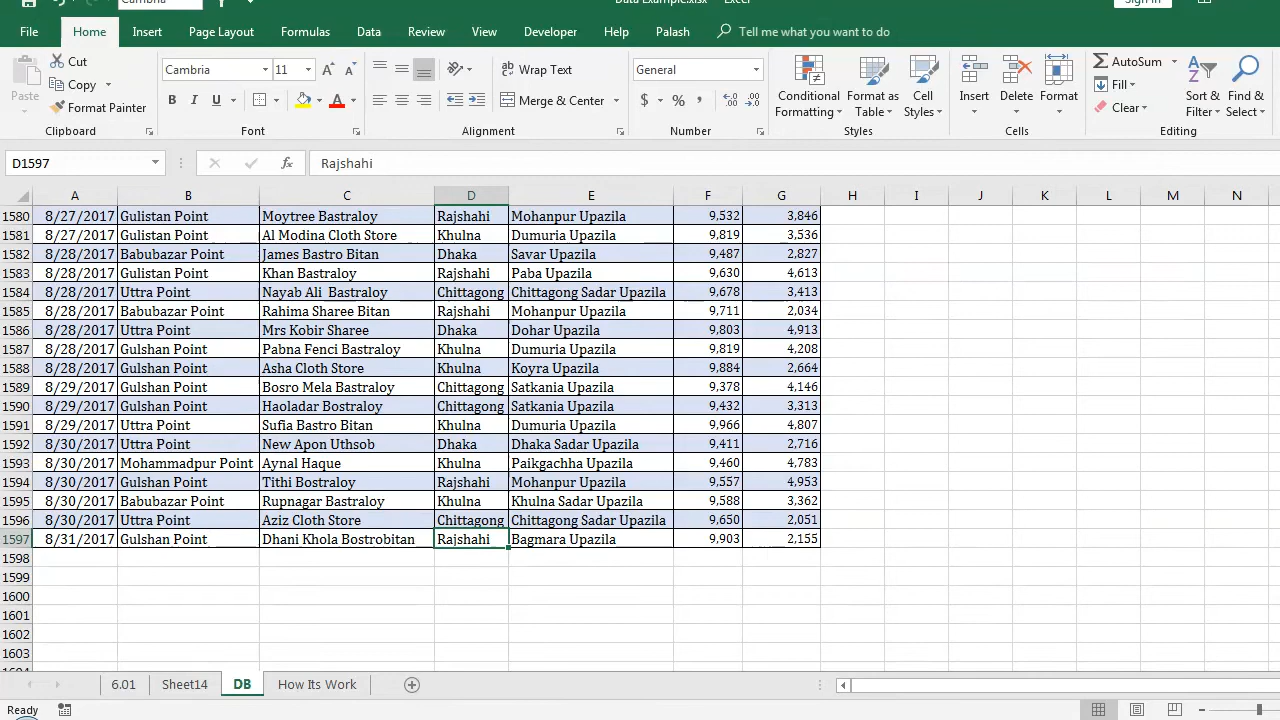 Cambria
Data Example.xlsx - Excel
Sign in
File Home Insert Page Layout Formulas Data Review View Developer Help Palash Tell me what you want to do
Paste
Cut
Copy
Format Painter
Clipboard
Cambria 11
B I U
Font
Wrap Text
Merge & Center
Alignment
General
$ % ,
Number
Conditional Formatting
Format as Table
Cell Styles
Styles
Insert
Delete
Format
Cells
AutoSum
Fill
Clear
Sort & Filter
Find & Select
Editing
D1597 fx Rajshahi
A B C D E F G H I J K L M N
1580 8/27/2017 Gulistan Point Moytree Bastraloy Rajshahi Mohanpur Upazila 9,532 3,846
1581 8/27/2017 Gulistan Point Al Modina Cloth Store Khulna Dumuria Upazila 9,819 3,536
1582 8/28/2017 Babubazar Point James Bastro Bitan Dhaka Savar Upazila 9,487 2,827
1583 8/28/2017 Gulistan Point Khan Bastraloy Rajshahi Paba Upazila 9,630 4,613
1584 8/28/2017 Uttra Point Nayab Ali Bastraloy Chittagong Chittagong Sadar Upazila 9,678 3,413
1585 8/28/2017 Babubazar Point Rahima Sharee Bitan Rajshahi Mohanpur Upazila 9,711 2,034
1586 8/28/2017 Uttra Point Mrs Kobir Sharee Dhaka Dohar Upazila 9,803 4,913
1587 8/28/2017 Gulshan Point Pabna Fenci Bastraloy Khulna Dumuria Upazila 9,819 4,208
1588 8/28/2017 Gulshan Point Asha Cloth Store Khulna Koyra Upazila 9,884 2,664
1589 8/29/2017 Gulshan Point Bosro Mela Bastraloy Chittagong Satkania Upazila 9,378 4,146
1590 8/29/2017 Gulshan Point Haoladar Bostraloy Chittagong Satkania Upazila 9,432 3,313
1591 8/29/2017 Uttra Point Sufia Bastro Bitan Khulna Dumuria Upazila 9,966 4,807
1592 8/30/2017 Uttra Point New Apon Uthsob Dhaka Dhaka Sadar Upazila 9,411 2,716
1593 8/30/2017 Mohammadpur Point Aynal Haque Khulna Paikgachha Upazila 9,460 4,783
1594 8/30/2017 Gulshan Point Tithi Bostraloy Rajshahi Mohanpur Upazila 9,557 4,953
1595 8/30/2017 Babubazar Point Rupnagar Bastraloy Khulna Khulna Sadar Upazila 9,588 3,362
1596 8/30/2017 Uttra Point Aziz Cloth Store Chittagong Chittagong Sadar Upazila 9,650 2,051
1597 8/31/2017 Gulshan Point Dhani Khola Bostrobitan Rajshahi Bagmara Upazila 9,903 2,155
1598
1599
1600
1601
1602
1603
1604
6.01 Sheet14 DB How Its Work
Ready